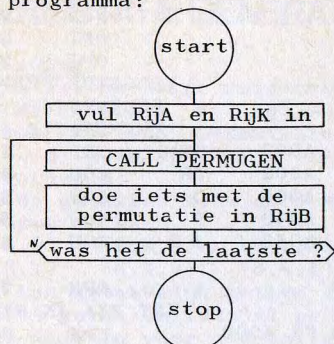 programma:
start
vul RijA en RijK in
CALL PERMUGEN
doe iets met de
permutatie in RijB
N
was het de laatste ?
stop